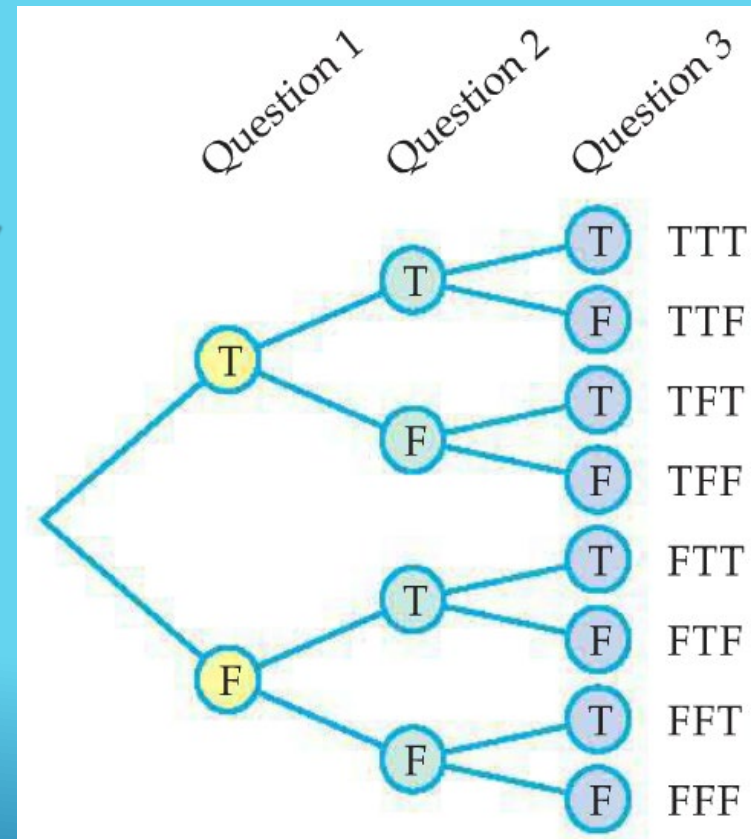 Question 1 Question 2 Question 3
T TTT
T
F TTF
T
T TFT
F
F TFF
T FTT
T
F FTF
F
T FFT
F
F FFF